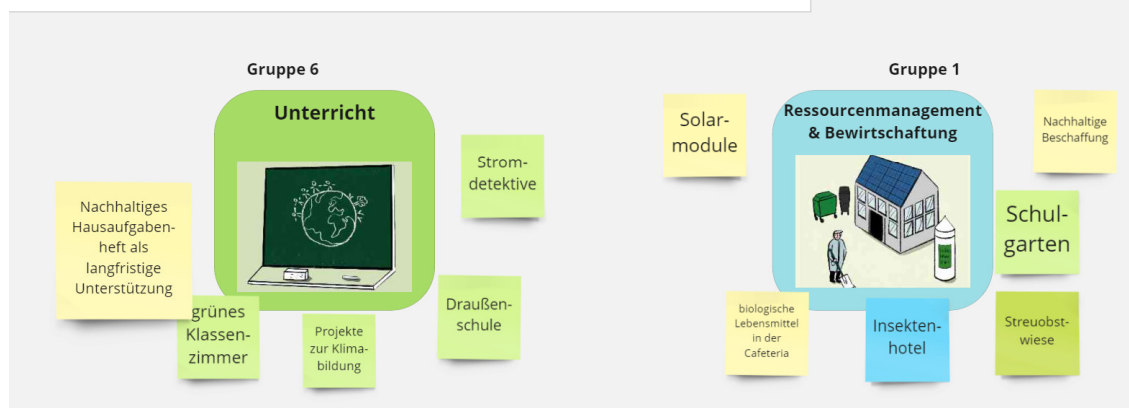 Gruppe 6
Unterricht
Strom-
detektive
Nachhaltiges
Hausaufgaben-
heft als
langfristige
Unterstützung
grünes
Klassen-
zimmer
Projekte
zur Klima-
bildung
Draußen-
schule
Gruppe 1
Ressourcenmanagement
& Bewirtschaftung
Solar-
module
Nachhaltige
Beschaffung
Schul-
garten
biologische
Lebensmittel
in der
Cafeteria
Insekten-
hotel
Streuobst-
wiese